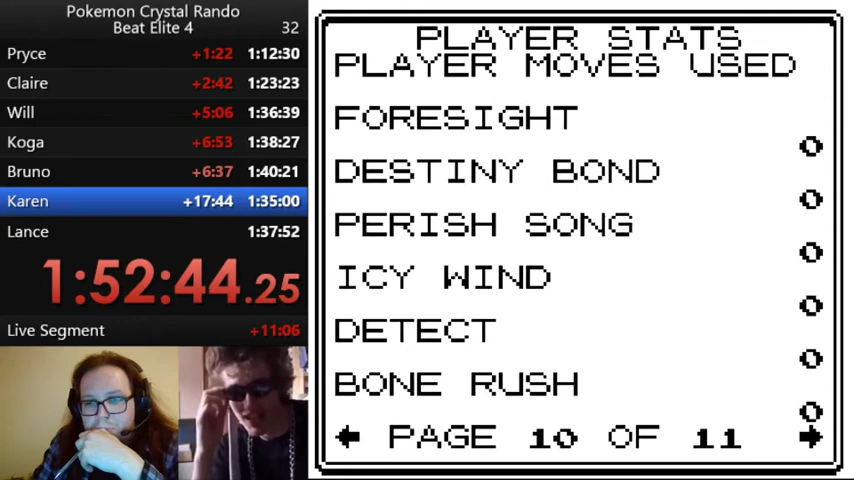 Pokemon Crystal Rando
Beat Elite 4 32
Pryce +1:22 1:12:30
Claire +2:42 1:23:23
Will +5:06 1:36:39
Koga +6:53 1:38:27
Bruno +6:37 1:40:21
Karen +17:44 1:35:00
Lance 1:37:52
1:52:44.25
Live Segment +11:06
PLAYER STATS
PLAYER MOVES USED
FORESIGHT
0
DESTINY BOND
0
PERISH SONG
0
ICY WIND
0
DETECT
0
BONE RUSH
0
← PAGE 10 OF 11 →